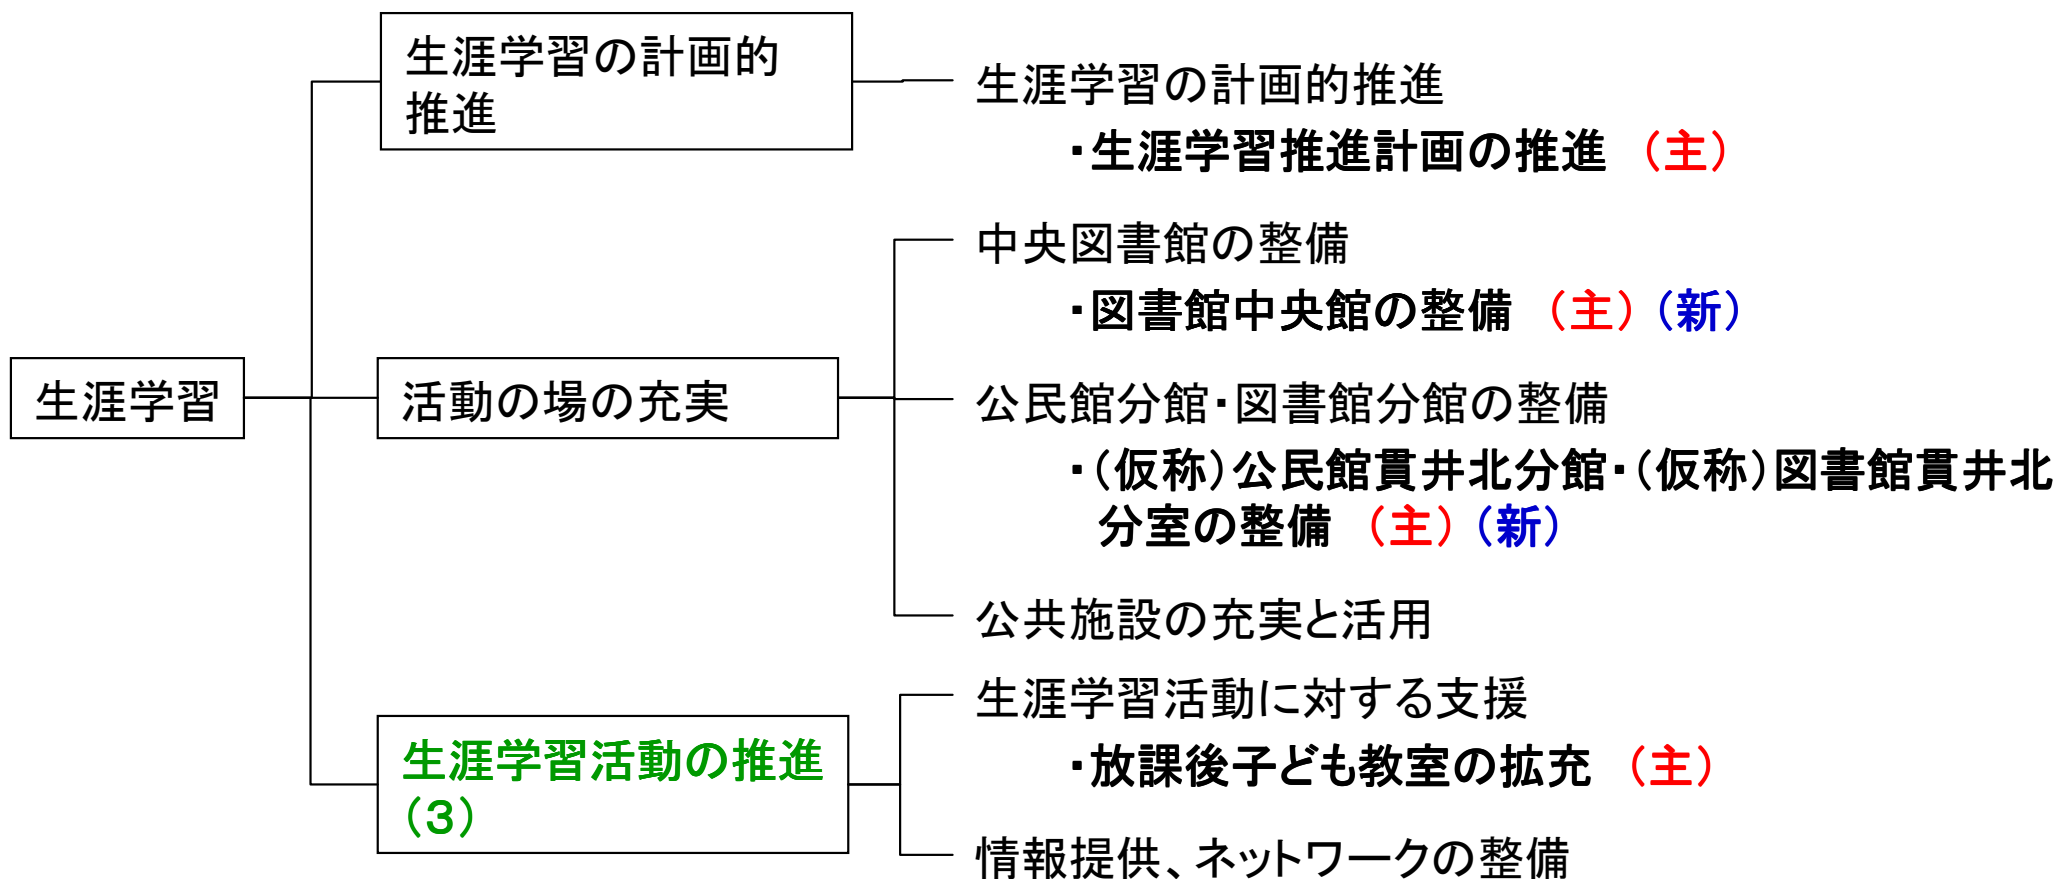 生涯学習
生涯学習の計画的
推進
生涯学習の計画的推進
・生涯学習推進計画の推進 （主）
活動の場の充実
中央図書館の整備
・図書館中央館の整備 （主）（新）
公民館分館・図書館分館の整備
・（仮称）公民館貫井北分館・（仮称）図書館貫井北
分室の整備 （主）（新）
公共施設の充実と活用
生涯学習活動の推進
（３）
生涯学習活動に対する支援
・放課後子ども教室の拡充 （主）
情報提供、ネットワークの整備